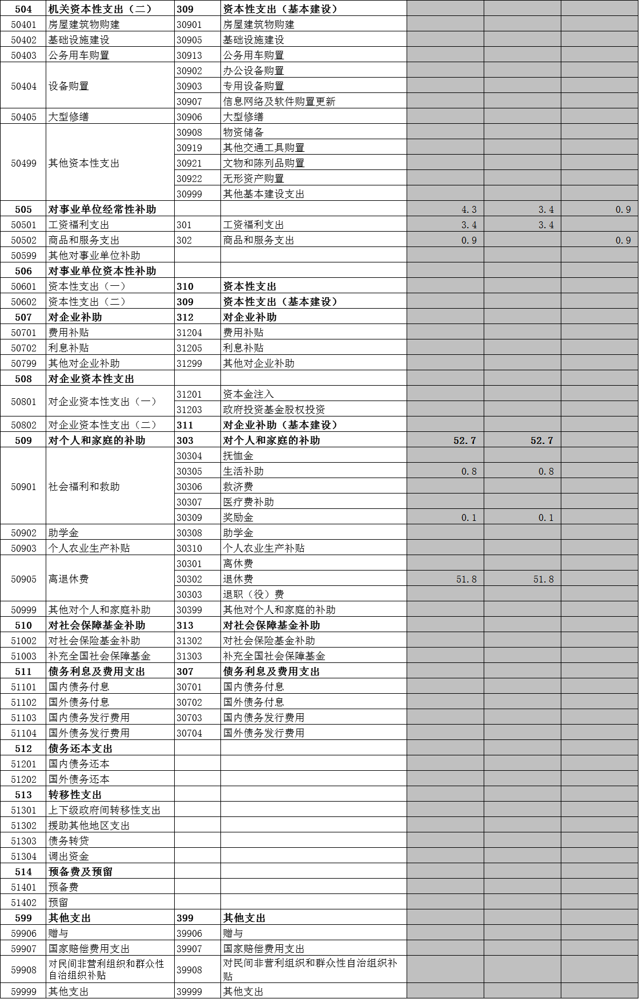 504 机关资本性支出（二） 309 资本性支出（基本建设）
50401 房屋建筑物购建 30901 房屋建筑物购建
50402 基础设施建设 30905 基础设施建设
50403 公务用车购置 30913 公务用车购置
50404 设备购置 30902 办公设备购置
30903 专用设备购置
30907 信息网络及软件购置更新
50405 大型修缮 30906 大型修缮
50499 其他资本性支出 30908 物资储备
30919 其他交通工具购置
30921 文物和陈列品购置
30922 无形资产购置
30999 其他基本建设支出
505 对事业单位经常性补助 4.3 3.4 0.9
50501 工资福利支出 301 工资福利支出 3.4 3.4
50502 商品和服务支出 302 商品和服务支出 0.9 0.9
50599 其他对事业单位补助
506 对事业单位资本性补助
50601 资本性支出（一） 310 资本性支出
50602 资本性支出（二） 309 资本性支出（基本建设）
507 对企业补助 312 对企业补助
50701 费用补贴 31204 费用补贴
50702 利息补贴 31205 利息补贴
50799 其他对企业补助 31299 其他对企业补助
508 对企业资本性支出
50801 对企业资本性支出（一） 31201 资本金注入
31203 政府投资基金股权投资
50802 对企业资本性支出（二） 311 对企业补助（基本建设）
509 对个人和家庭的补助 303 对个人和家庭的补助 52.7 52.7
50901 社会福利和救助 30304 抚恤金
30305 生活补助 0.8 0.8
30306 救济费
30307 医疗费补助
30309 奖励金 0.1 0.1
50902 助学金 30308 助学金
50903 个人农业生产补贴 30310 个人农业生产补贴
50905 离退休费 30301 离休费
30302 退休费 51.8 51.8
30303 退职（役）费
50999 其他对个人和家庭补助 30399 其他对个人和家庭的补助
510 对社会保障基金补助 313 对社会保障基金补助
51002 对社会保险基金补助 31302 对社会保险基金补助
51003 补充全国社会保障基金 31303 补充全国社会保障基金
511 债务利息及费用支出 307 债务利息及费用支出
51101 国内债务付息 30701 国内债务付息
51102 国外债务付息 30702 国外债务付息
51103 国内债务发行费用 30703 国内债务发行费用
51104 国外债务发行费用 30704 国外债务发行费用
512 债务还本支出
51201 国内债务还本
51202 国外债务还本
513 转移性支出
51301 上下级政府间转移性支出
51302 援助其他地区支出
51303 债务转贷
51304 调出资金
514 预备费及预留
51401 预备费
51402 预留
599 其他支出 399 其他支出
59906 赠与 39906 赠与
59907 国家赔偿费用支出 39907 国家赔偿费用支出
59908 对民间非营利组织和群众性自治组织补贴 39908 对民间非营利组织和群众性自治组织补贴
59999 其他支出 39999 其他支出